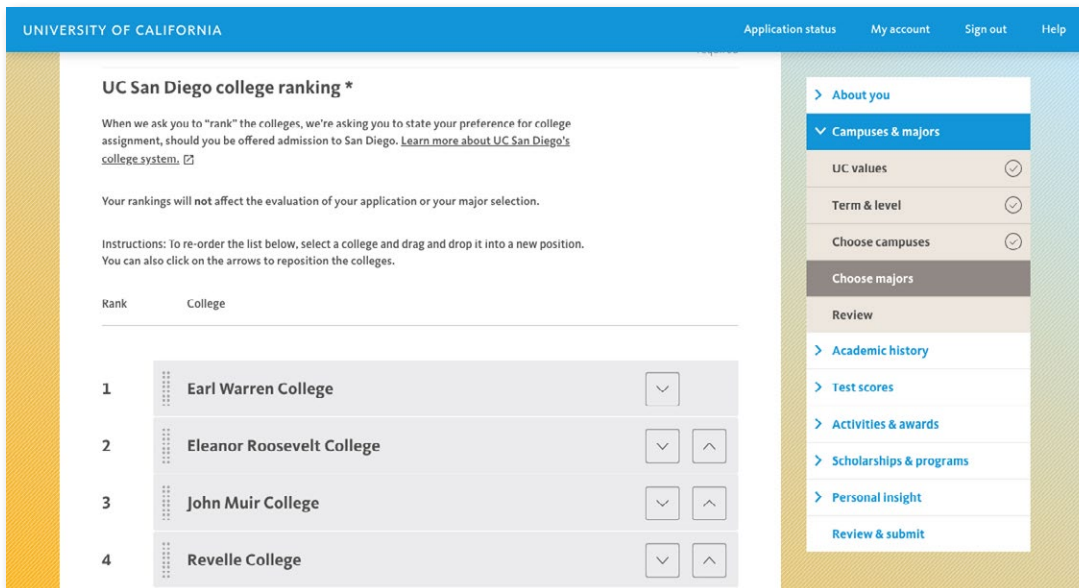 UNIVERSITY OF CALIFORNIA
Application status
My account
Sign out
Help
UC San Diego college ranking *
When we ask you to “rank” the colleges, we're asking you to state your preference for college
assignment, should you be offered admission to San Diego. Learn more about UC San Diego's
college system.
Your rankings will not affect the evaluation of your application or your major selection.
Instructions: To re-order the list below, select a college and drag and drop it into a new position.
You can also click on the arrows to reposition the colleges.
Rank College
1 Earl Warren College
2 Eleanor Roosevelt College
3 John Muir College
4 Revelle College
About you
Campuses & majors
UC values
Term & level
Choose campuses
Choose majors
Review
Academic history
Test scores
Activities & awards
Scholarships & programs
Personal insight
Review & submit